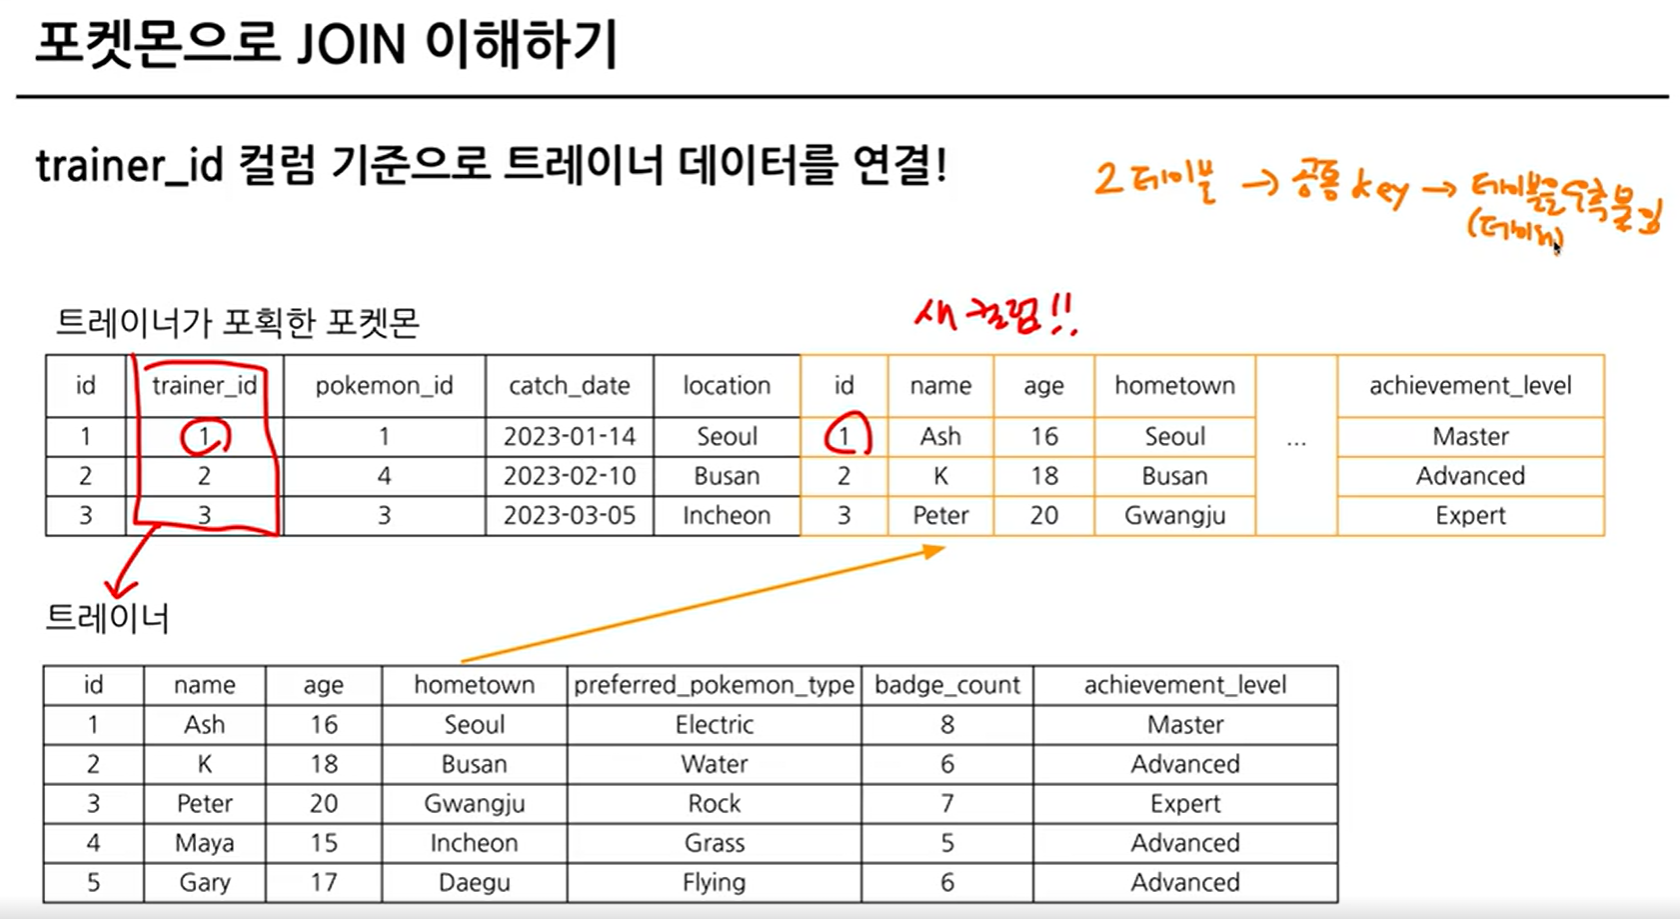 포켓몬으로 JOIN 이해하기
trainer_id 컬럼 기준으로 트레이너 데이터를 연결!
2 테이블 → 공통 key → 테이블을 우측 붙임
(데이터)
새 컬럼!!
트레이너가 포획한 포켓몬
id trainer_id pokemon_id catch_date location id name age hometown achievement_level
1 1 1 2023-01-14 Seoul 1 Ash 16 Seoul ... Master
2 2 4 2023-02-10 Busan 2 K 18 Busan Advanced
3 3 3 2023-03-05 Incheon 3 Peter 20 Gwangju Expert
트레이너
id name age hometown preferred_pokemon_type badge_count achievement_level
1 Ash 16 Seoul Electric 8 Master
2 K 18 Busan Water 6 Advanced
3 Peter 20 Gwangju Rock 7 Expert
4 Maya 15 Incheon Grass 5 Advanced
5 Gary 17 Daegu Flying 6 Advanced